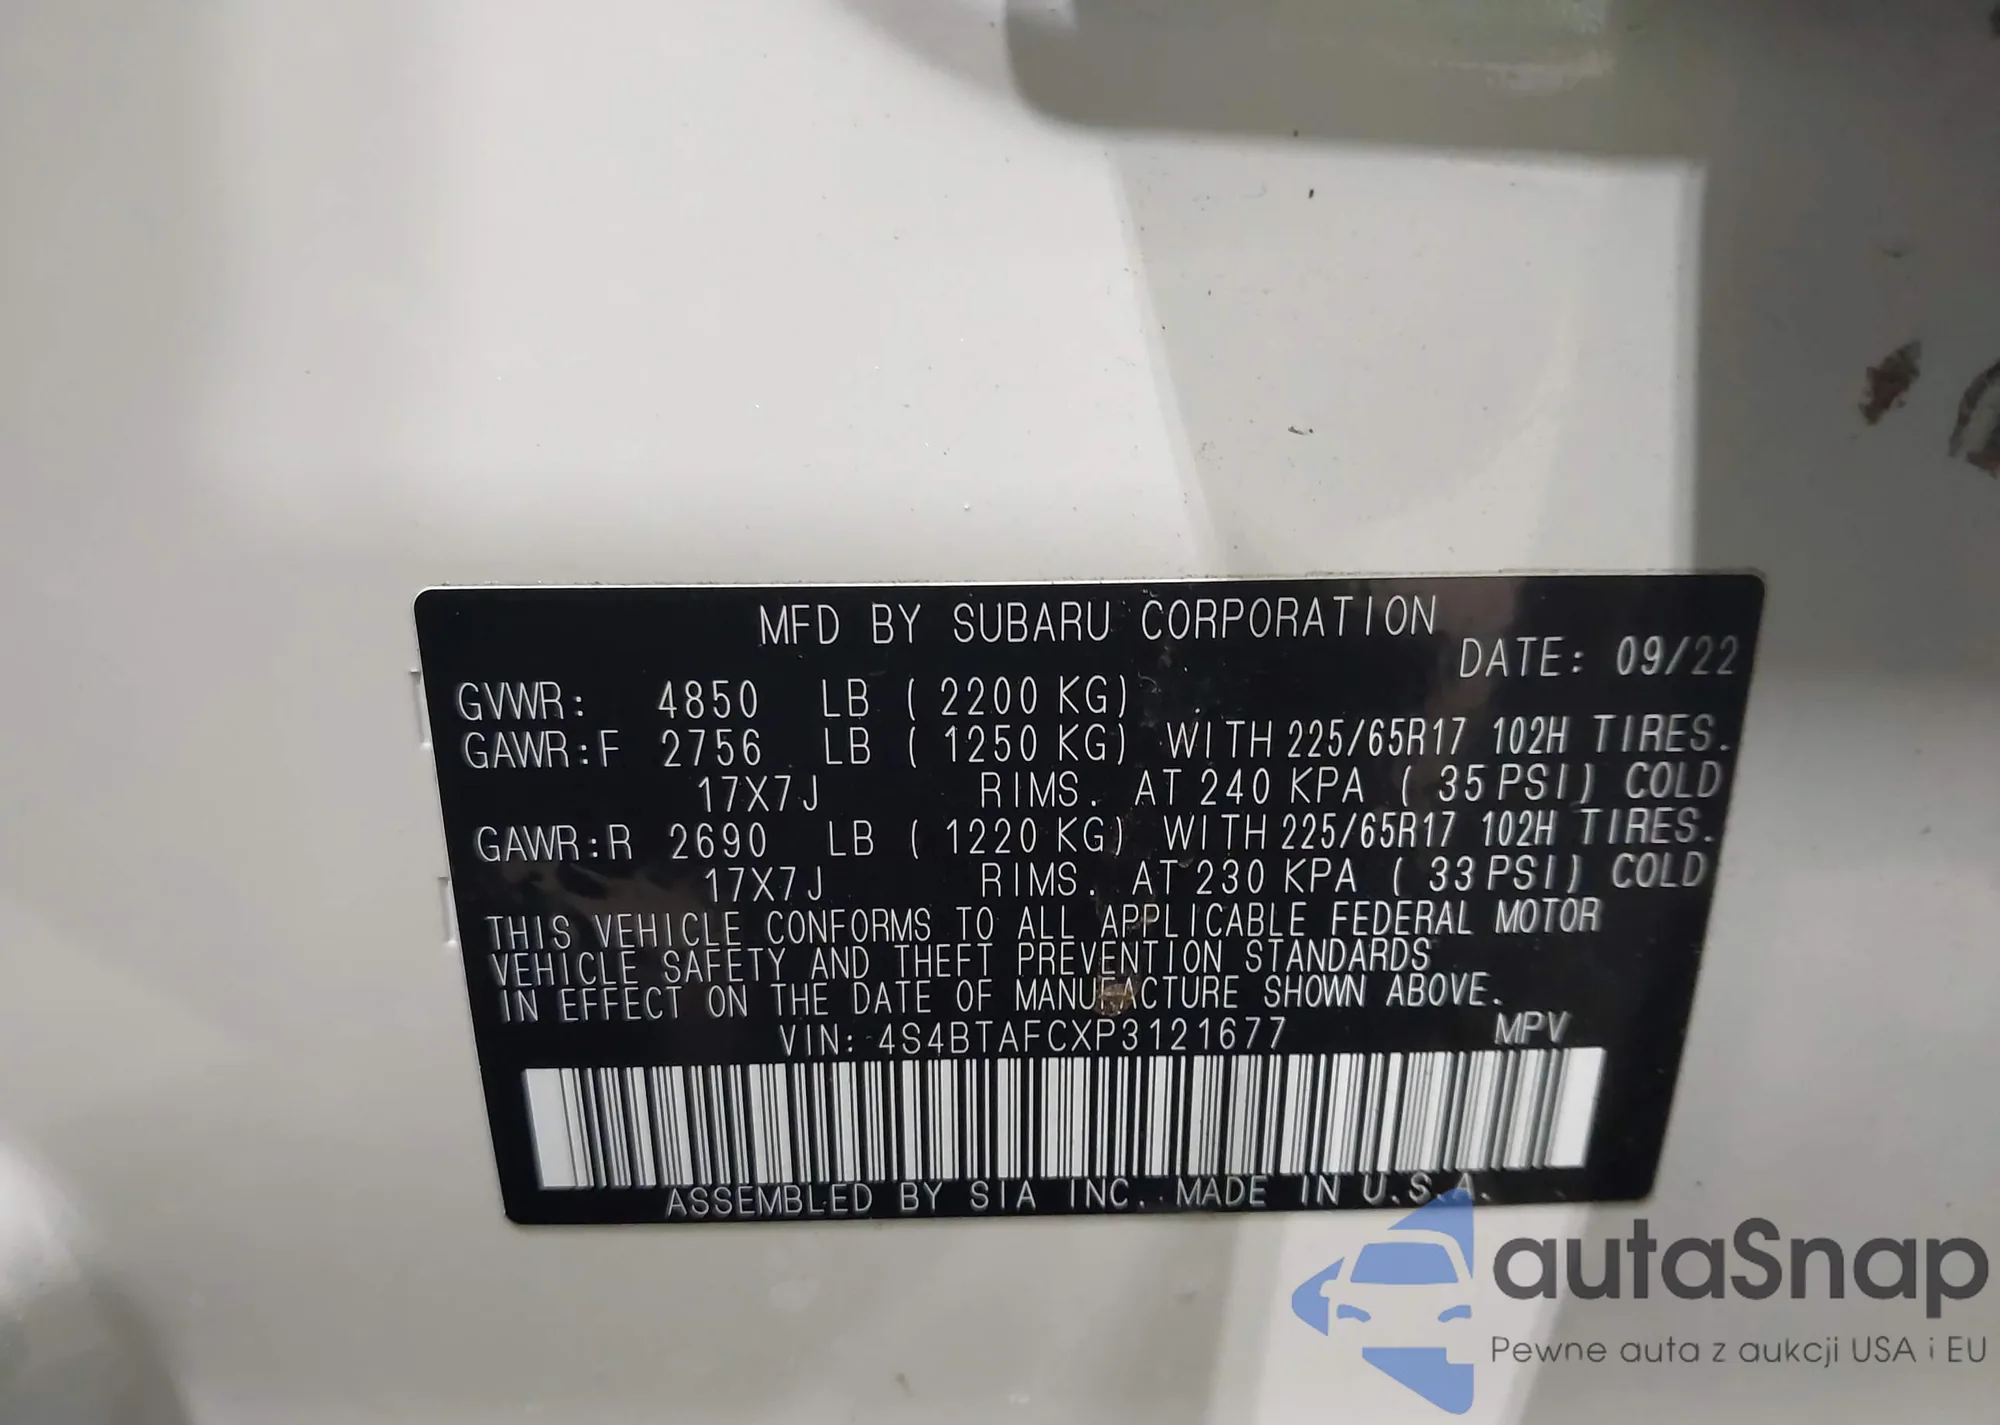 MFD BY SUBARU CORPORATION
DATE: 09/22
GVWR: 4850 LB ( 2200 KG)
GAWR:F 2756 LB ( 1250 KG) WITH 225/65R17 102H TIRES.
17X7J RIMS. AT 240 KPA ( 35 PSI) COLD
GAWR:R 2690 LB ( 1220 KG) WITH 225/65R17 102H TIRES.
17X7J RIMS. AT 230 KPA ( 33 PSI) COLD
THIS VEHICLE CONFORMS TO ALL APPLICABLE FEDERAL MOTOR
VEHICLE SAFETY AND THEFT PREVENTION STANDARDS
IN EFFECT ON THE DATE OF MANUFACTURE SHOWN ABOVE.
VIN: 4S4BTAFCXP3121677 MPV
ASSEMBLED BY SIA INC. MADE IN U.S.A.
autaSnap
Pewne auta z aukcji USA i EU